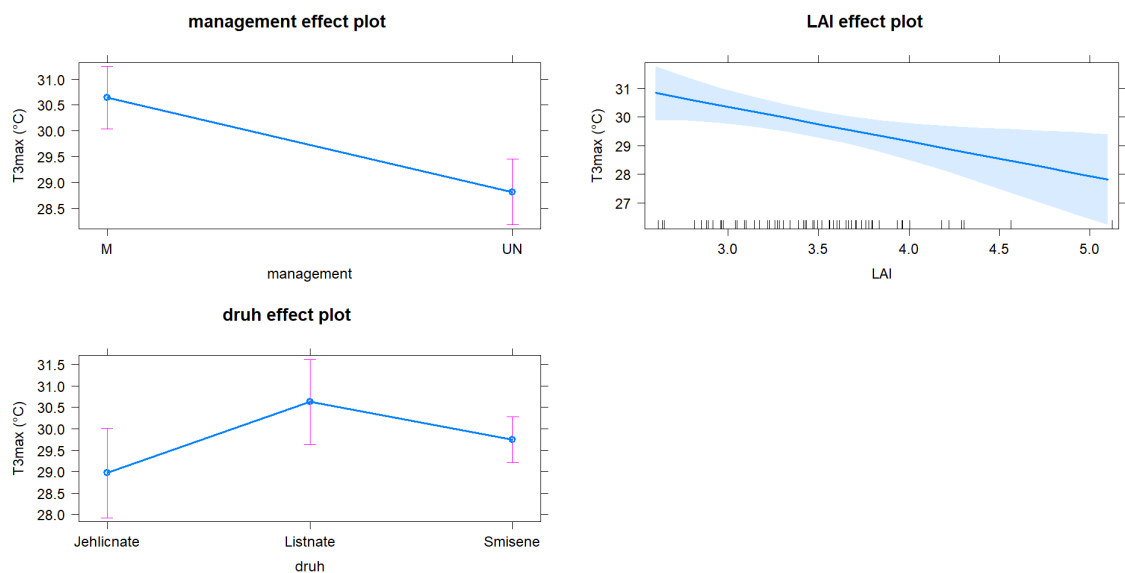 management effect plot
T3max (°C)
31.0
30.5
30.0
29.5
29.0
28.5
M
UN
management
LAI effect plot
T3max (°C)
31
30
29
28
27
3.0
3.5
4.0
4.5
5.0
LAI
druh effect plot
T3max (°C)
31.5
31.0
30.5
30.0
29.5
29.0
28.5
28.0
Jehlicnate
Listnate
Smisene
druh